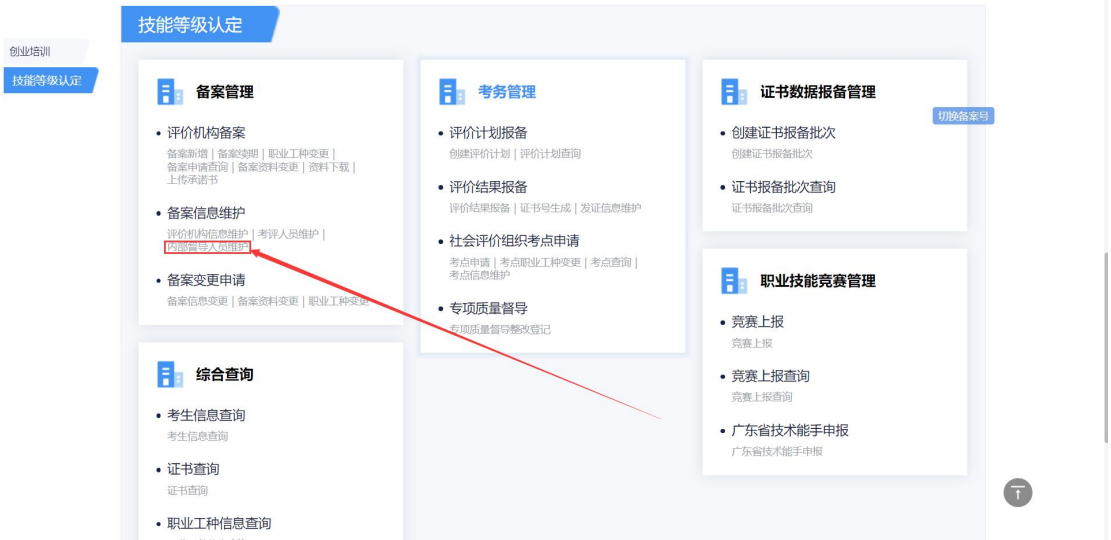 技能等级认定
创业培训
技能等级认定
备案管理
评价机构备案
备案新增 | 备案续期 | 职业工种变更 |
备案申请查询 | 备案资料变更 | 资料下载 |
上传承诺书
备案信息维护
评价机构信息维护 | 考评人员维护 |
内部督导人员维护
备案变更申请
备案信息变更 | 备案资料变更 | 职业工种变更
综合查询
考生信息查询
考生信息查询
证书查询
证书查询
职业工种信息查询
考务管理
评价计划报备
创建评价计划 | 评价计划查询
评价结果报备
评价结果报备 | 证书号生成 | 发证信息维护
社会评价组织考点申请
考点申请 | 考点职业工种变更 | 考点查询 |
考点信息维护
专项质量督导
专项质量督导整改登记
证书数据报备管理
切换备案号
创建证书报备批次
创建证书报备批次
证书报备批次查询
证书报备批次查询
职业技能竞赛管理
竞赛上报
竞赛上报
竞赛上报查询
竞赛上报查询
广东省技术能手申报
广东省技术能手申报